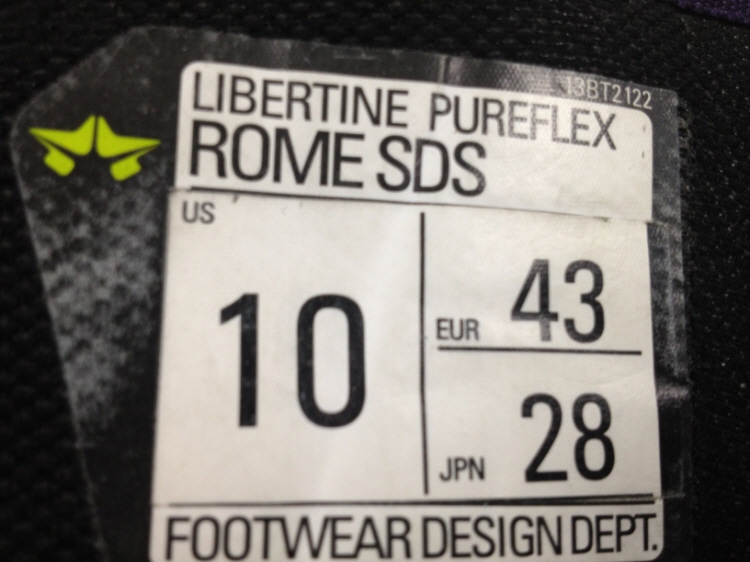 13BT2122
LIBERTINE PUREFLEX
ROME SDS
US
10
EUR 43
JPN 28
FOOTWEAR DESIGN DEPT.